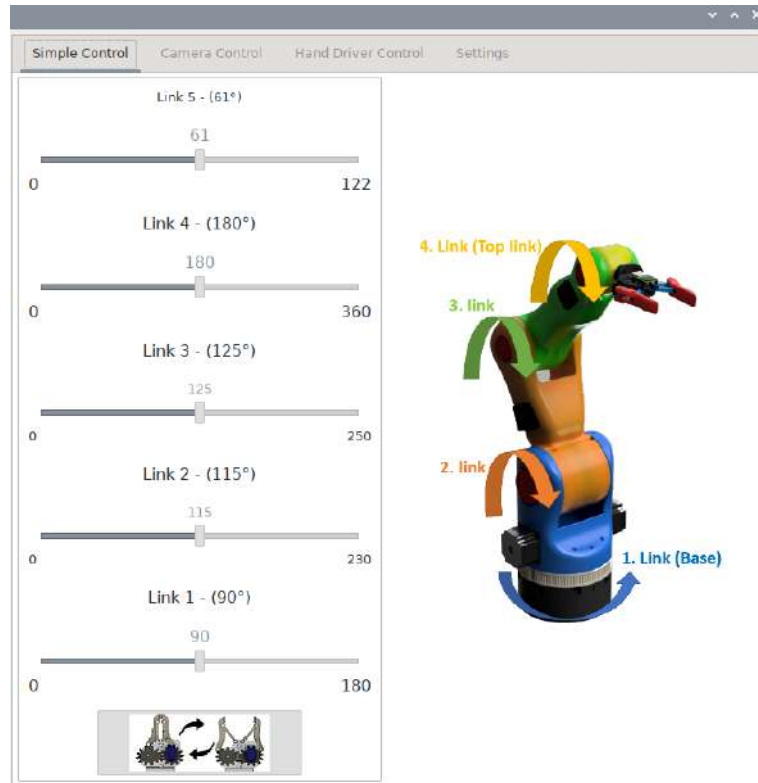 Simple Control Camera Control Hand Driver Control Settings
Link 5 - (61°)
61
0 122
Link 4 - (180°)
180
0 360
Link 3 - (125°)
125
0 250
Link 2 - (115°)
115
0 230
Link 1 - (90°)
90
0 180
4. Link (Top link)
3. link
2. link
1. Link (Base)